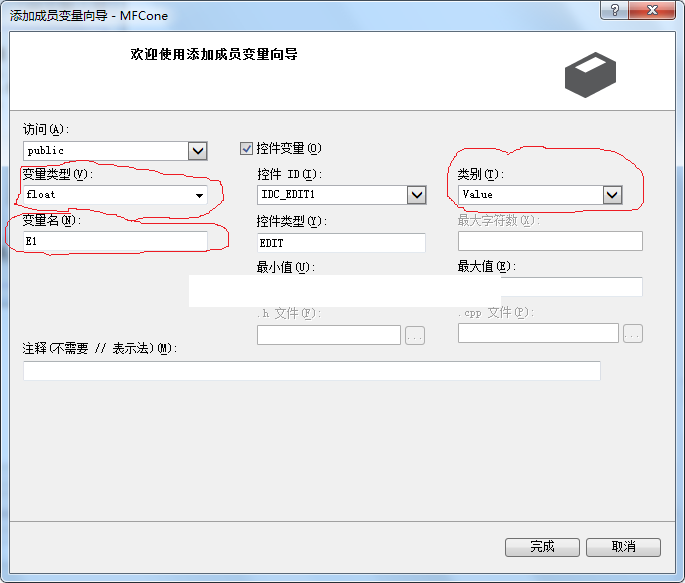 添加成员变量向导 - MFCone
欢迎使用添加成员变量向导
访问(A):
public
控件变量(O)
变量类型(V):
float
控件 ID(I):
IDC_EDIT1
类别(T):
Value
变量名(N):
E1
控件类型(Y):
EDIT
最大字符数(X):
最小值(U):
最大值(E):
.h 文件(F):
...
.cpp 文件(P):
...
注释(不需要 // 表示法)(M):
完成
取消